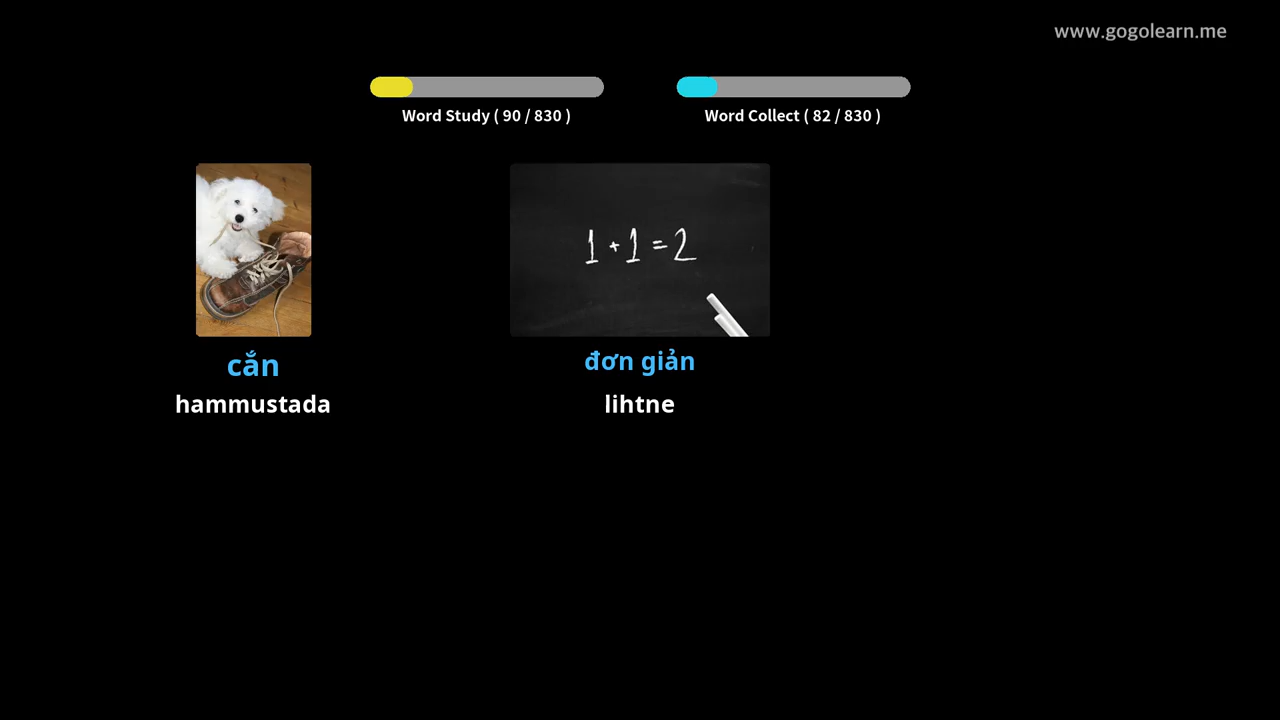 www.gogolearn.me
Word Study ( 90 / 830 )
Word Collect ( 82 / 830 )
1 + 1 = 2
cắn
đơn giản
hammustada
lihtne